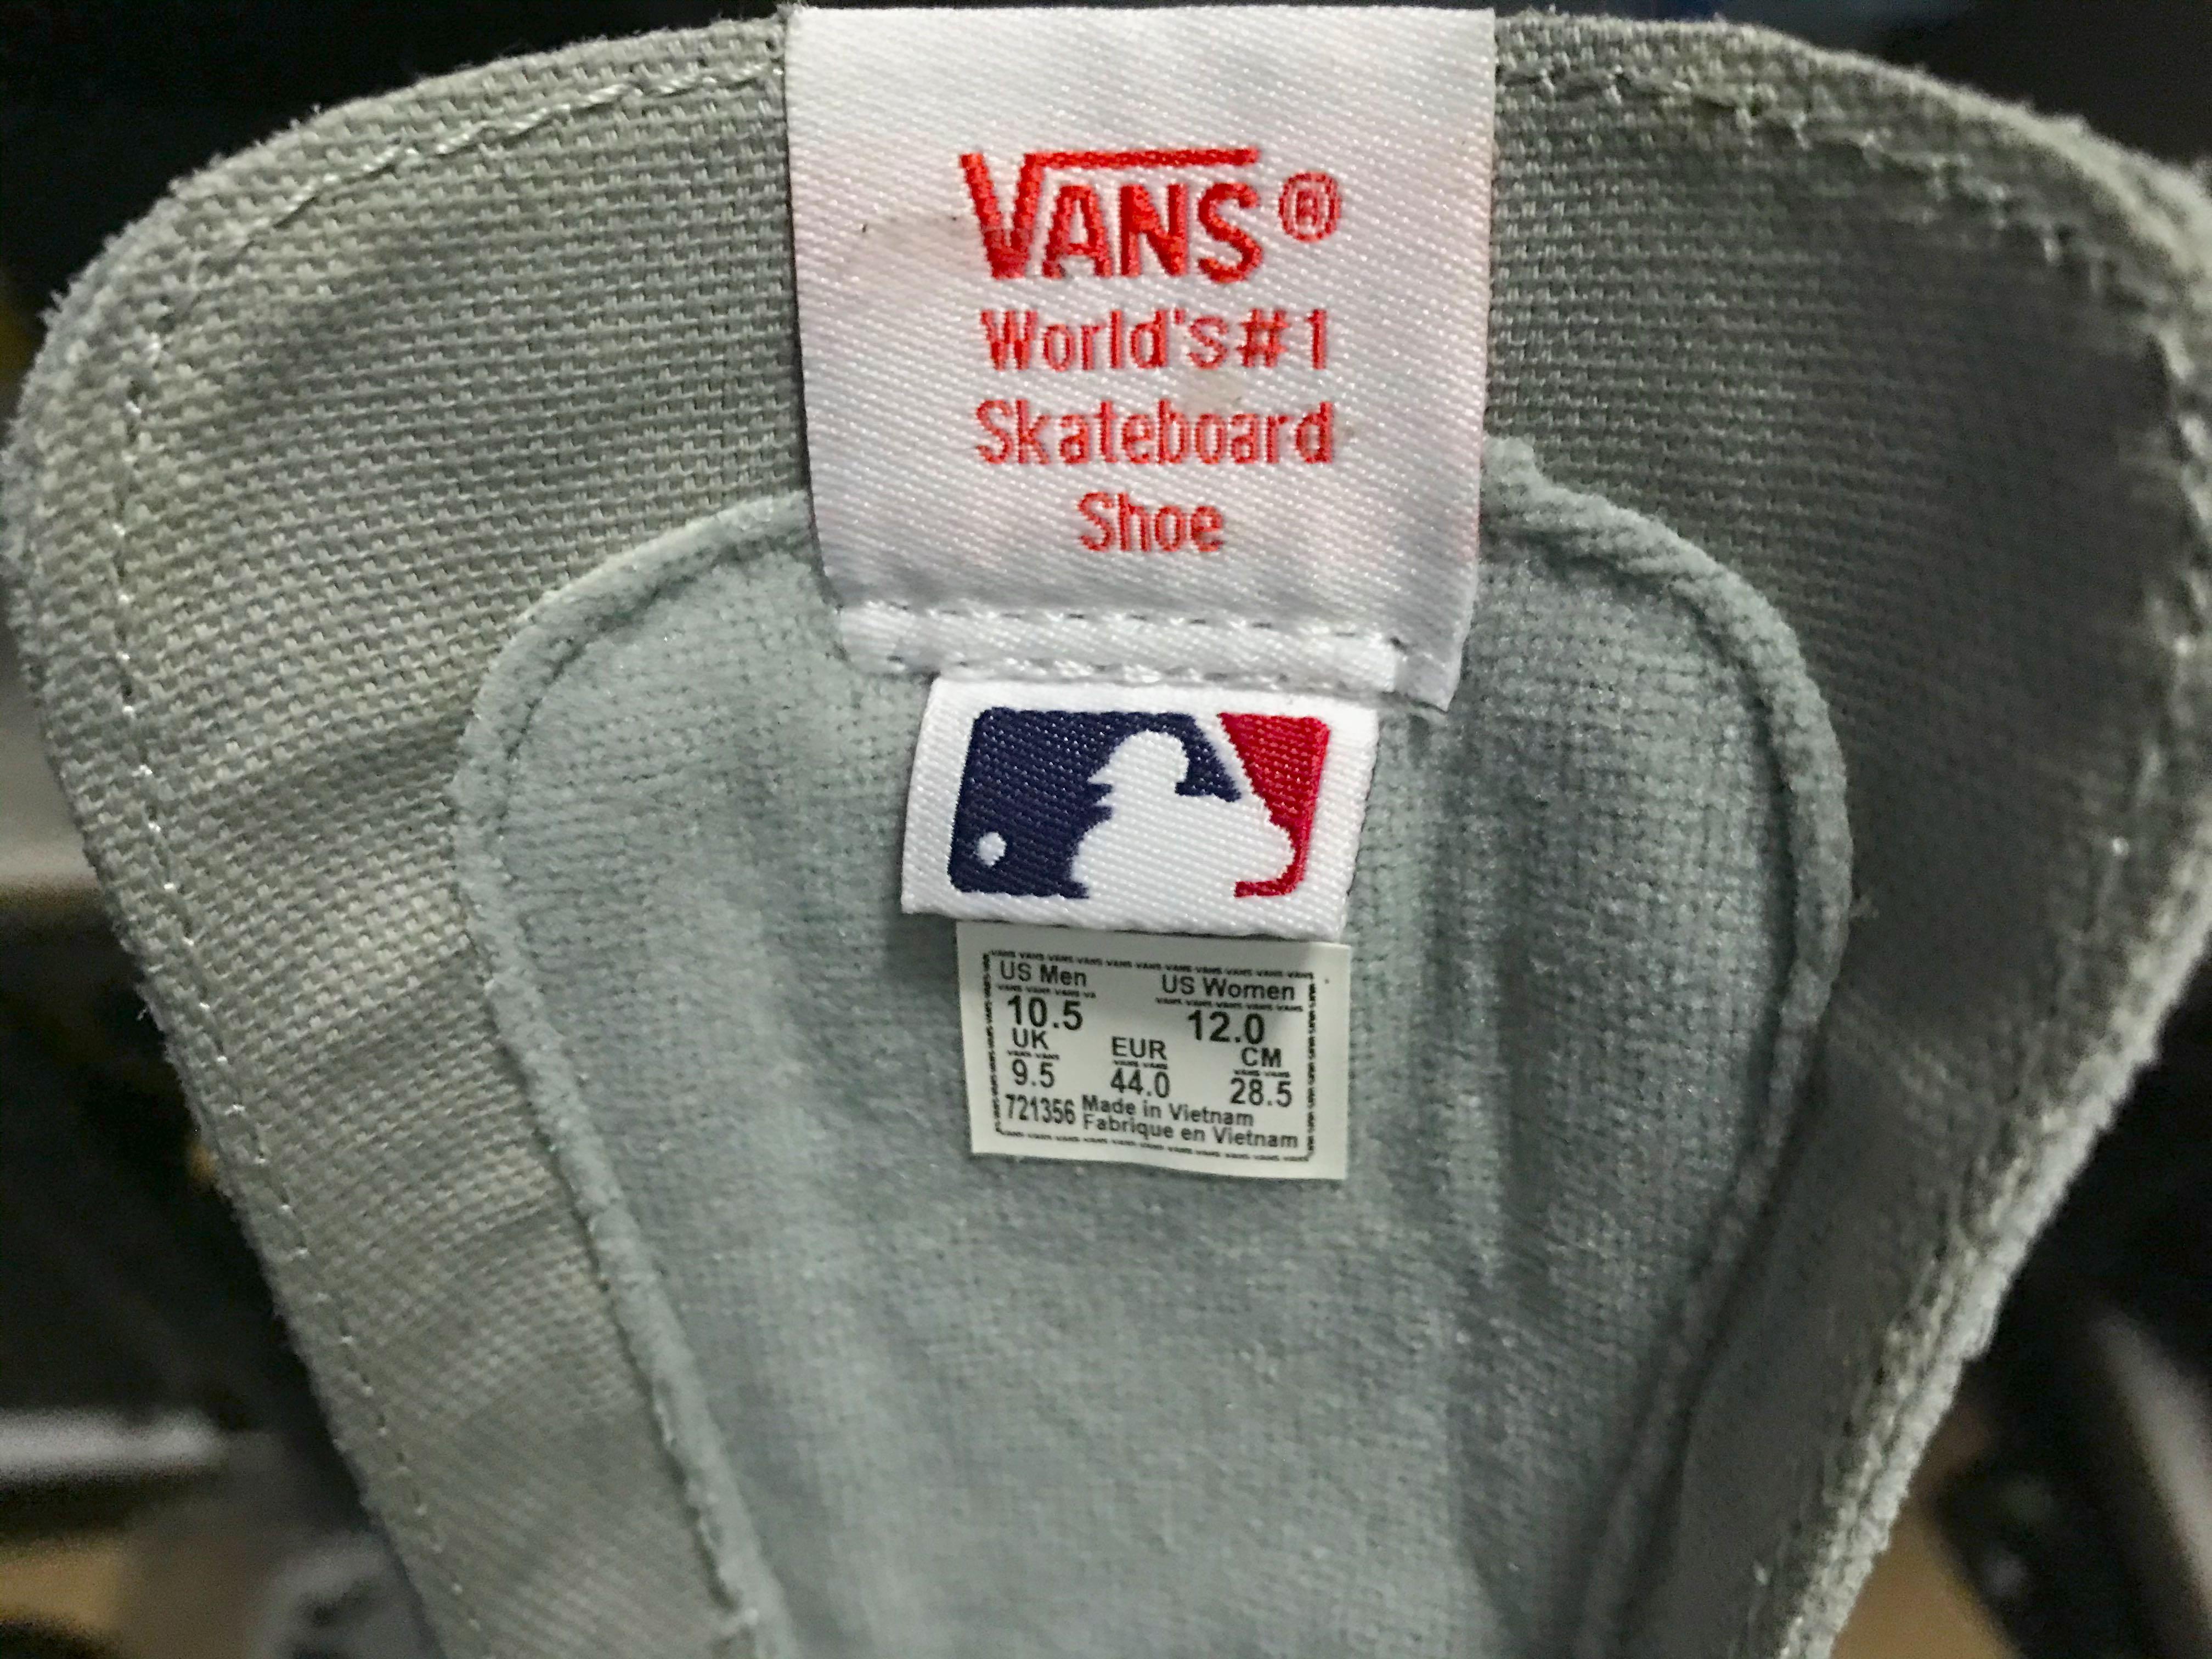 VANS®
World's #1
Skateboard
Shoe
US Men US Women
10.5 12.0
UK EUR CM
9.5 44.0 28.5
721356 Made in Vietnam
Fabrique en Vietnam